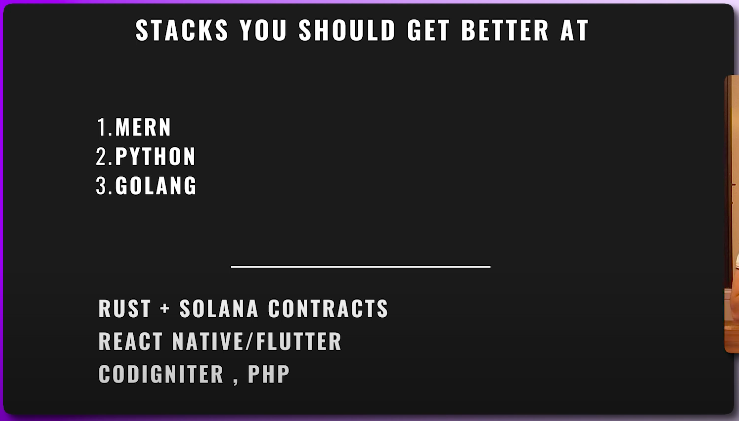 STACKS YOU SHOULD GET BETTER AT
1.MERN
2.PYTHON
3.GOLANG
RUST + SOLANA CONTRACTS
REACT NATIVE/FLUTTER
CODIGNITER , PHP